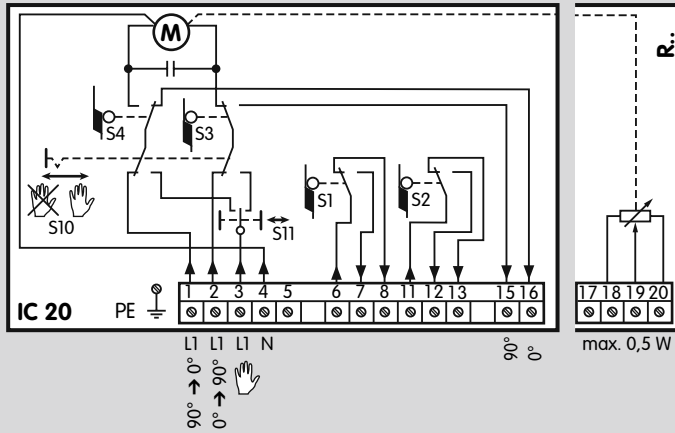 M
R..
S4
S3
S1
S2
S10
S11
IC 20
PE
1 2 3 4 5 6 7 8 11 12 13 15 16
17 18 19 20
L1 L1 L1 N
90° → 0°
0° → 90°
90°
0°
max. 0,5 W